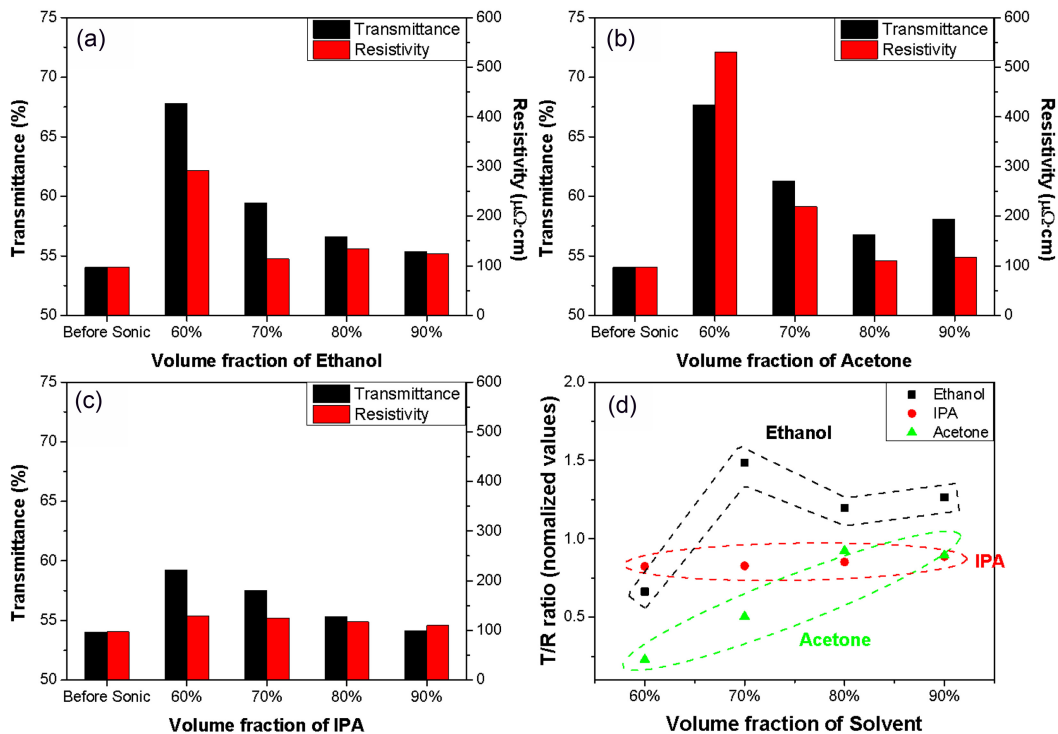 (a)
Transmittance
Resistivity
75
70
65
60
55
50
Transmittance (%)
600
500
400
300
200
100
0
Resistivity (μΩ·cm)
Before Sonic 60% 70% 80% 90%
Volume fraction of Ethanol
(b)
Transmittance
Resistivity
75
70
65
60
55
50
Transmittance (%)
600
500
400
300
200
100
0
Resistivity (μΩ·cm)
Before Sonic 60% 70% 80% 90%
Volume fraction of Acetone
(c)
Transmittance
Resistivity
75
70
65
60
55
50
Transmittance (%)
600
500
400
300
200
100
0
Before Sonic 60% 70% 80% 90%
Volume fraction of IPA
(d)
Ethanol
IPA
Acetone
2.0
1.5
1.0
0.5
T/R ratio (nomalized values)
Ethanol
IPA
Acetone
60% 70% 80% 90%
Volume fraction of Solvent